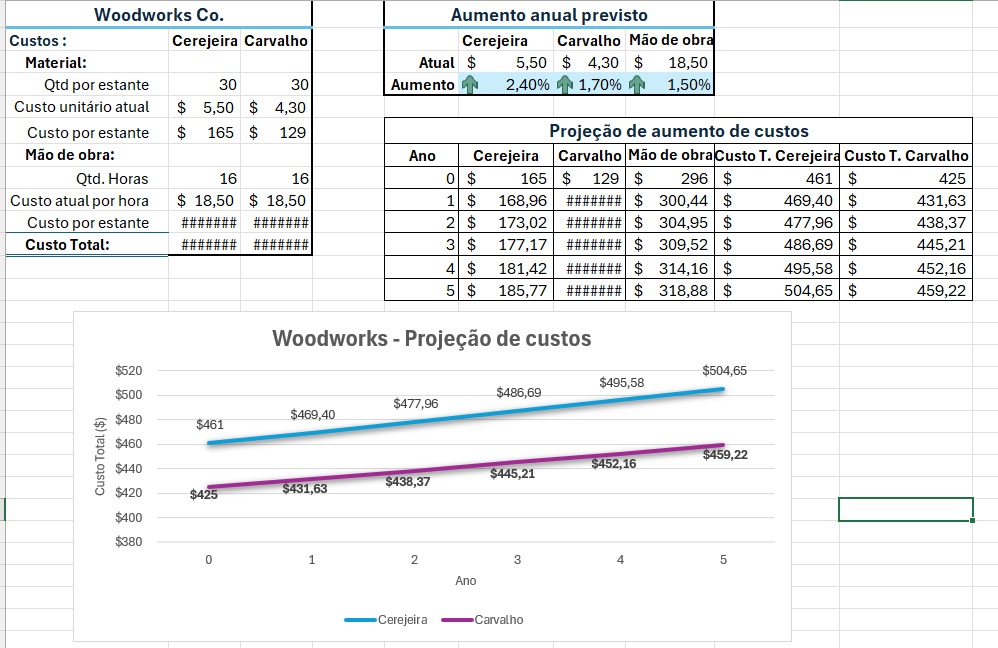 Woodworks Co.
Custos :	Cerejeira	Carvalho
Material:
Qtd por estante	30	30
Custo unitário atual	$ 5,50	$ 4,30
Custo por estante	$ 165	$ 129
Mão de obra:
Qtd. Horas	16	16
Custo atual por hora	$ 18,50	$ 18,50
Custo por estante	#######	#######
Custo Total:	#######	#######
Aumento anual previsto
Cerejeira	Carvalho	Mão de obra
Atual	$ 5,50	$ 4,30	$ 18,50
Aumento	2,40%	1,70%	1,50%
Projeção de aumento de custos
Ano	Cerejeira	Carvalho	Mão de obra	Custo T. Cerejeira	Custo T. Carvalho
0	$ 165	$ 129	$ 296	$ 461	$ 425
1	$ 168,96	#######	$ 300,44	$ 469,40	$ 431,63
2	$ 173,02	#######	$ 304,95	$ 477,96	$ 438,37
3	$ 177,17	#######	$ 309,52	$ 486,69	$ 445,21
4	$ 181,42	#######	$ 314,16	$ 495,58	$ 452,16
5	$ 185,77	#######	$ 318,88	$ 504,65	$ 459,22
Woodworks - Projeção de custos
Custo Total ($)
$520
$500
$480
$460
$440
$420
$400
$380
$461
$469,40
$477,96
$486,69
$495,58
$504,65
$425
$431,63
$438,37
$445,21
$452,16
$459,22
0	1	2	3	4	5
Ano
Cerejeira	Carvalho